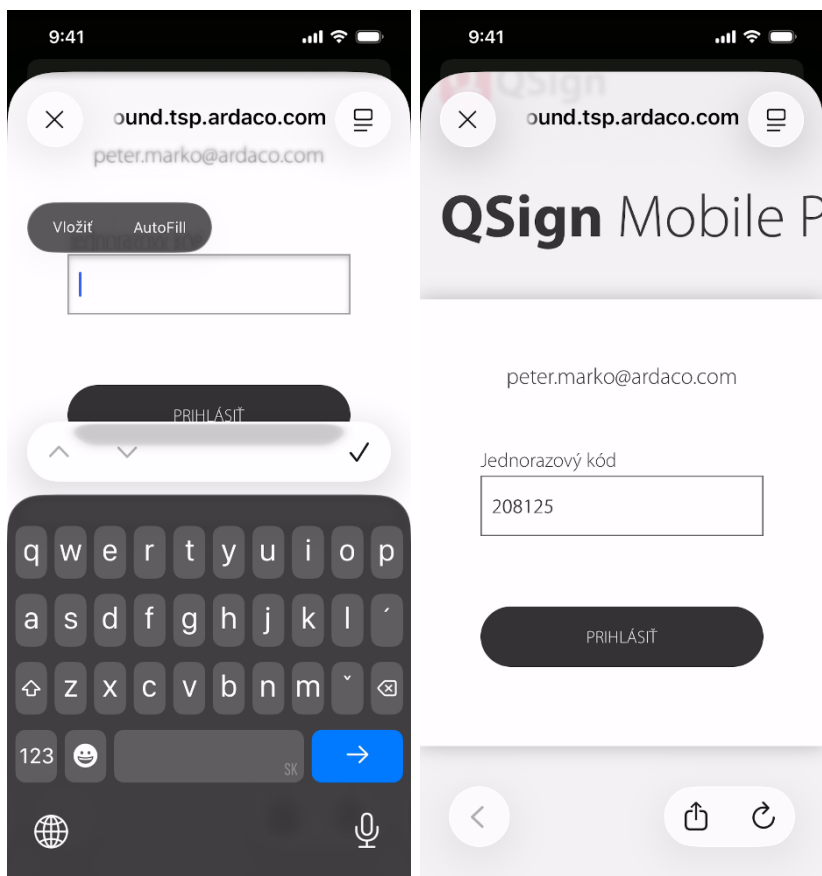 9:41
ound.tsp.ardaco.com
peter.marko@ardaco.com
Vložiť AutoFill
PRIHLÁSIŤ
q w e r t y u i o p
a s d f g h j k l ´
z x c v b n m ˇ
123
SK
9:41
QSign
ound.tsp.ardaco.com
QSign Mobile P
peter.marko@ardaco.com
Jednorazový kód
208125
PRIHLÁSIŤ